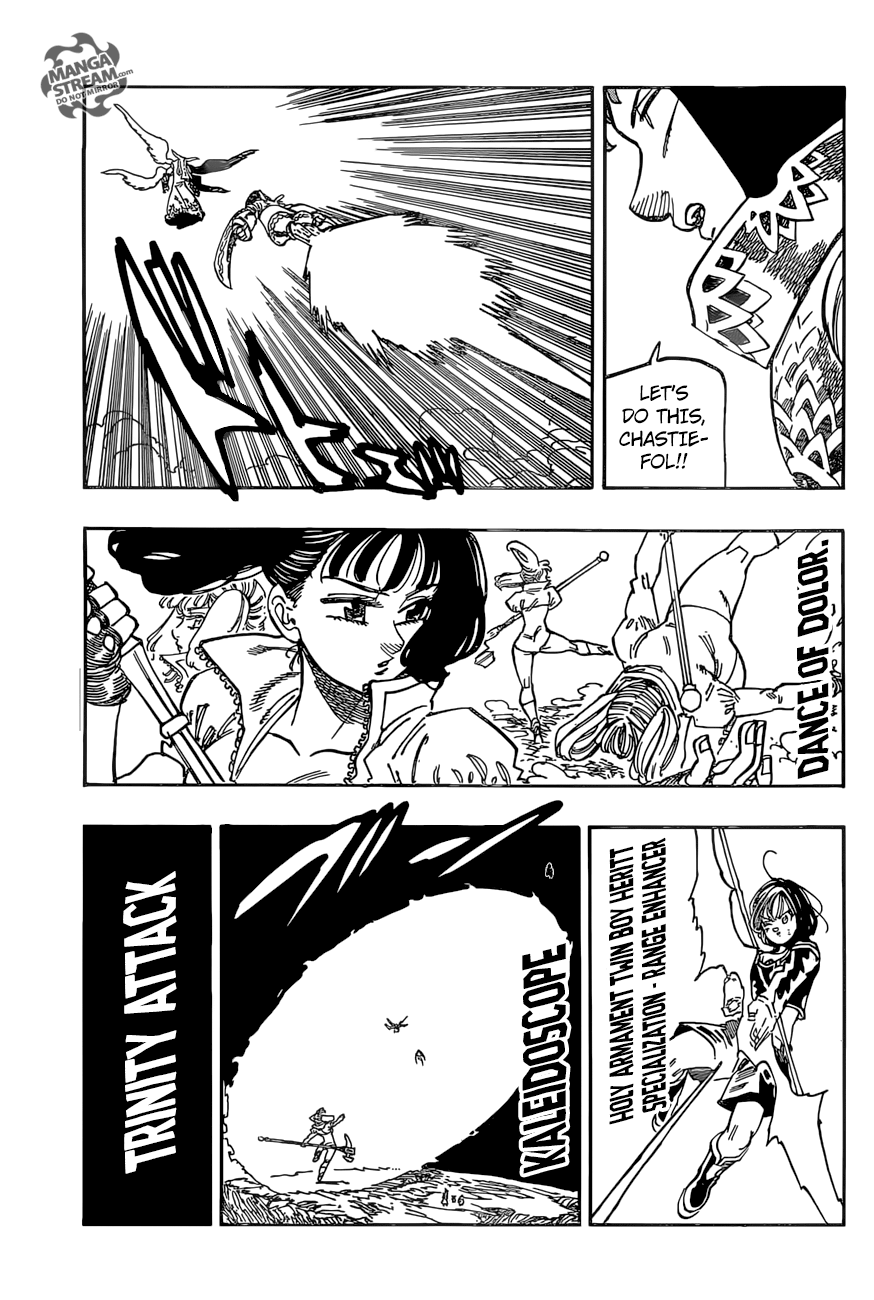 MANGA
STREAM.com
DO NOT MIRROR
LET'S
DO THIS,
CHASTIE-
FOL!!
DANCE OF DOLOR.
HOLY ARMAMENT TWIN BOY HERITT
SPECIALIZATION - RANGE ENHANCER
KALEIDOSCOPE
TRINITY ATTACK